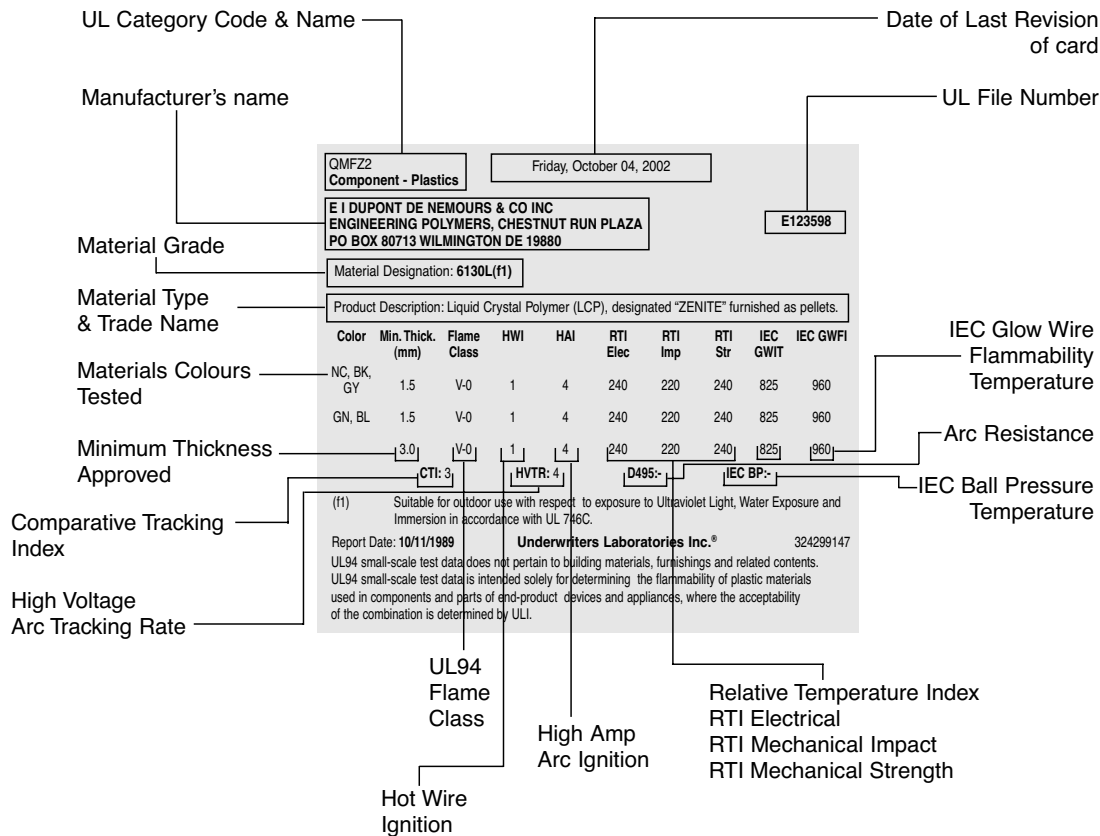 UL Category Code & Name
Date of Last Revision
of card
Manufacturer's name
UL File Number
QMFZ2
Component - Plastics
Friday, October 04, 2002
E I DUPONT DE NEMOURS & CO INC
ENGINEERING POLYMERS, CHESTNUT RUN PLAZA
PO BOX 80713 WILMINGTON DE 19880
E123598
Material Grade
Material Designation: 6130L(f1)
Material Type
& Trade Name
Product Description: Liquid Crystal Polymer (LCP), designated “ZENITE” furnished as pellets.
Color Min. Thick. Flame HWI HAI RTI RTI RTI IEC IEC GWFI
(mm) Class Elec Imp Str GWIT
IEC Glow Wire
Flammability
Temperature
Materials Colours
Tested
NC, BK,
GY 1.5 V-0 1 4 240 220 240 825 960
GN, BL 1.5 V-0 1 4 240 220 240 825 960
Minimum Thickness
Approved
3.0 V-0 1 4 240 220 240 825 960
Arc Resistance
CTI: 3 HVTR: 4 D495:- IEC BP:-
IEC Ball Pressure
Temperature
(f1) Suitable for outdoor use with respect to exposure to Ultraviolet Light, Water Exposure and
Immersion in accordance with UL 746C.
Comparative Tracking
Index
Report Date: 10/11/1989 Underwriters Laboratories Inc.® 324299147
UL94 small-scale test data does not pertain to building materials, furnishings and related contents.
UL94 small-scale test data is intended solely for determining the flammability of plastic materials
used in components and parts of end-product devices and appliances, where the acceptability
of the combination is determined by ULI.
High Voltage
Arc Tracking Rate
UL94
Flame
Class
High Amp
Arc Ignition
Relative Temperature Index
RTI Electrical
RTI Mechanical Impact
RTI Mechanical Strength
Hot Wire
Ignition